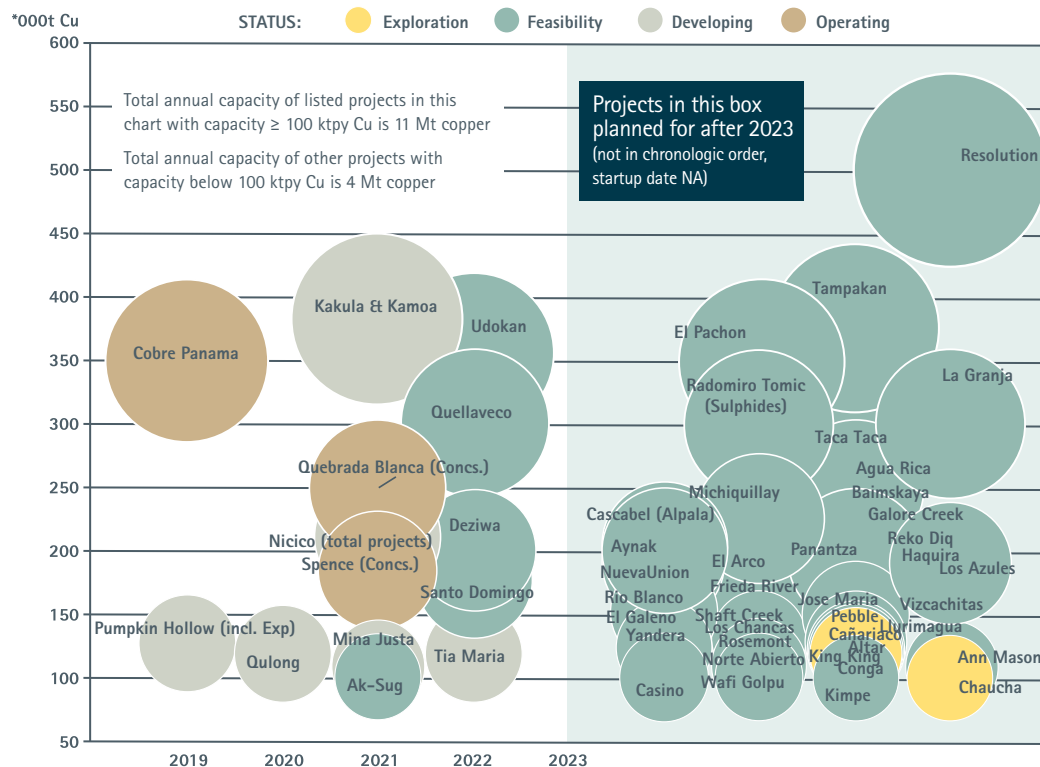 *000t Cu
STATUS:
Exploration
Feasibility
Developing
Operating
600
550
500
450
400
350
300
250
200
150
100
50
Total annual capacity of listed projects in this
chart with capacity ≥ 100 ktpy Cu is 11 Mt copper
Total annual capacity of other projects with
capacity below 100 ktpy Cu is 4 Mt copper
Projects in this box
planned for after 2023
(not in chronologic order,
startup date NA)
Resolution
Tampakan
Kakula & Kamoa
Udokan
El Pachon
Cobre Panama
La Granja
Radomiro Tomic
(Sulphides)
Quellaveco
Taca Taca
Quebrada Blanca (Concs.)
Agua Rica
Michiquillay
Baimskaya
Cascabel (Alpala)
Galore Creek
Deziwa
Nicico (total projects)
Aynak
Panantza
Reko Diq
Haquira
Spence (Concs.)
El Arco
Los Azules
NuevaUnion
Frieda River
Santo Domingo
Rio Blanco
Jose Maria
Vizcachitas
El Galeno
Shaft Creek
Pebble
Pumpkin Hollow (incl. Exp)
Los Chancas
Llurimagua
Yandera
Cañariaco
Mina Justa
Rosemont
Altar
Qulong
Tia Maria
Norte Abierto
King King
Ann Mason
Conga
Ak-Sug
Casino
Wafi Golpu
Kimpe
Chaucha
2019
2020
2021
2022
2023